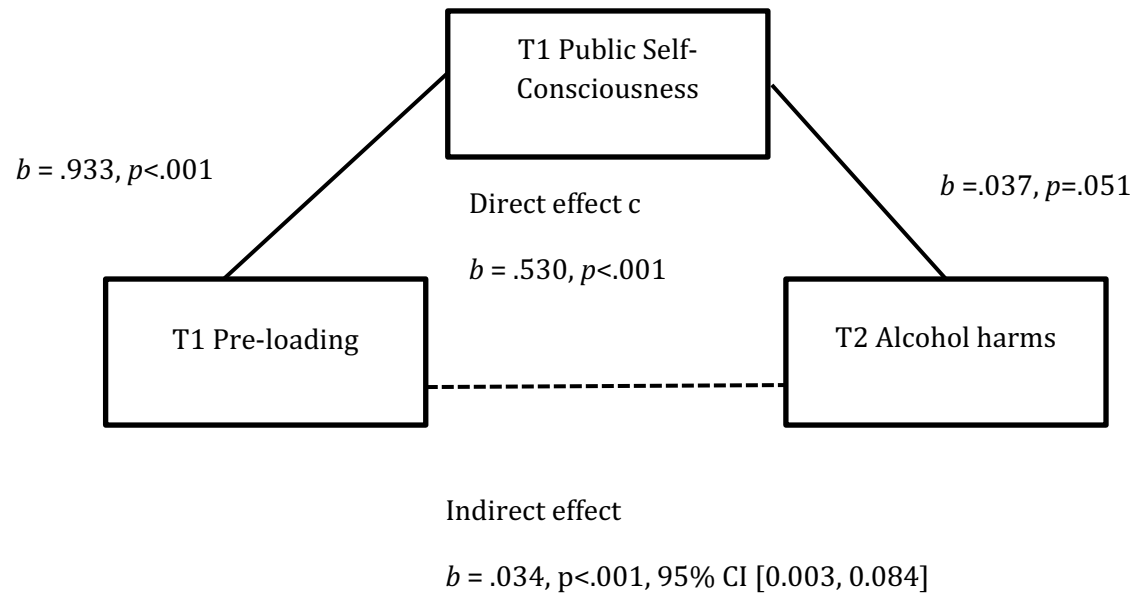 T1 Public Self-
Consciousness
b = .933, p<.001
b =.037, p=.051
Direct effect c
b = .530, p<.001
T1 Pre-loading
T2 Alcohol harms
Indirect effect
b = .034, p<.001, 95% CI [0.003, 0.084]